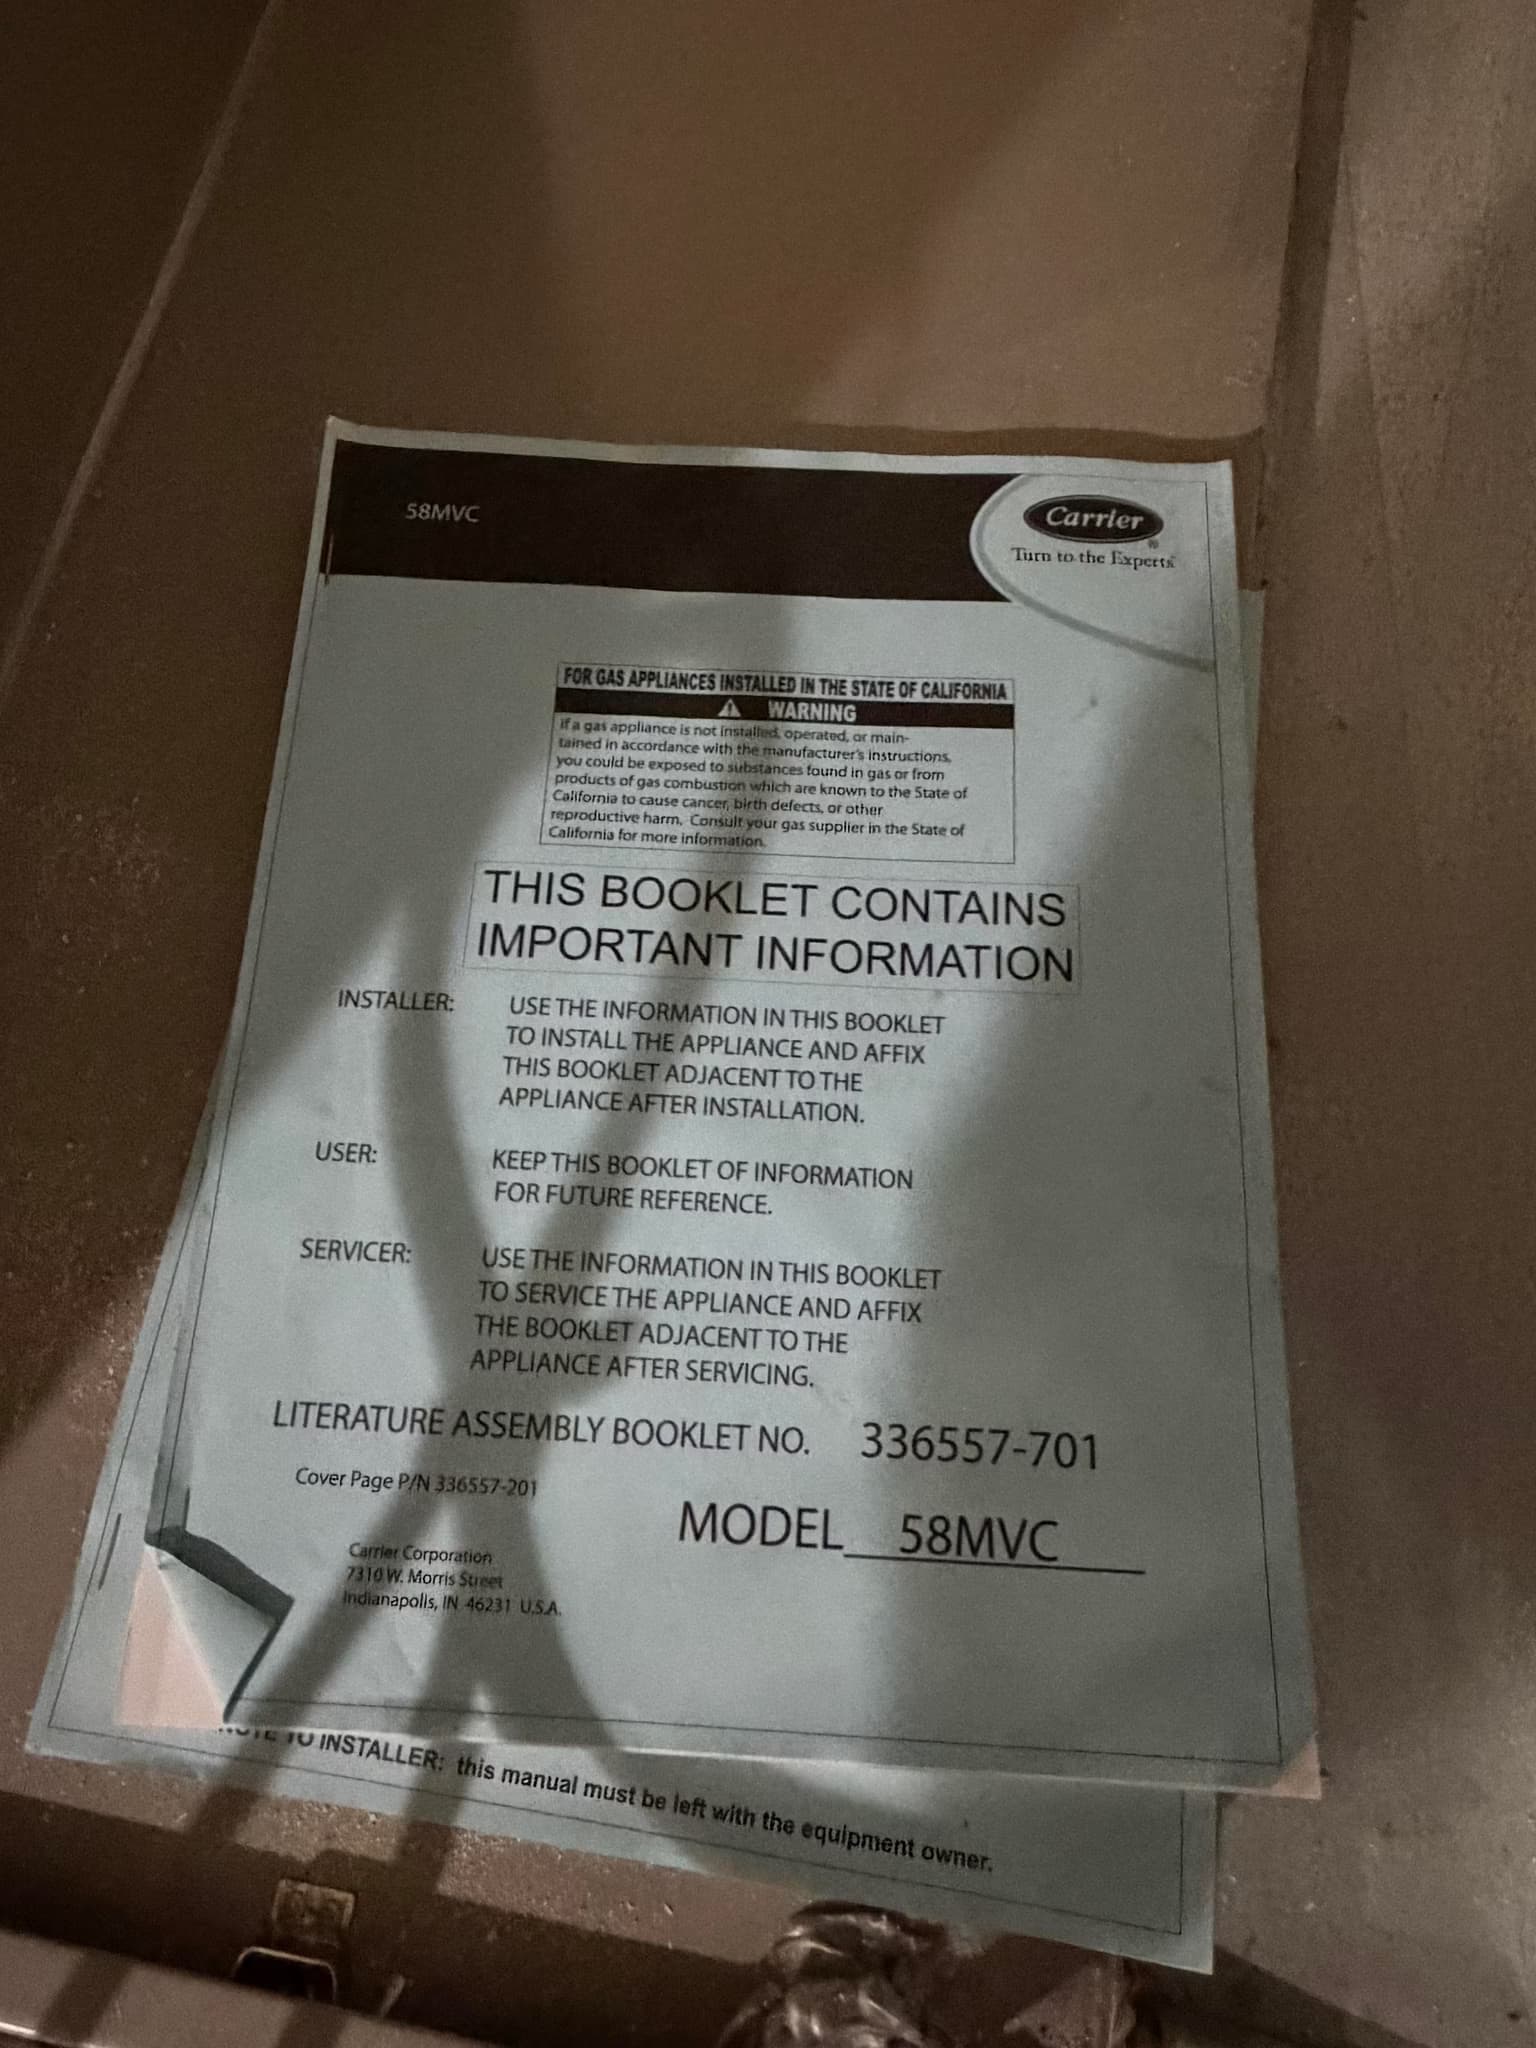 58MVC
Carrier
®
Turn to the Experts
FOR GAS APPLIANCES INSTALLED IN THE STATE OF CALIFORNIA
WARNING
If a gas appliance is not installed, operated, or main-
tained in accordance with the manufacturer's instructions,
you could be exposed to substances found in gas or from
products of gas combustion which are known to the State of
California to cause cancer, birth defects, or other
reproductive harm. Consult your gas supplier in the State of
California for more information.
THIS BOOKLET CONTAINS
IMPORTANT INFORMATION
INSTALLER: USE THE INFORMATION IN THIS BOOKLET
TO INSTALL THE APPLIANCE AND AFFIX
THIS BOOKLET ADJACENT TO THE
APPLIANCE AFTER INSTALLATION.
USER: KEEP THIS BOOKLET OF INFORMATION
FOR FUTURE REFERENCE.
SERVICER: USE THE INFORMATION IN THIS BOOKLET
TO SERVICE THE APPLIANCE AND AFFIX
THE BOOKLET ADJACENT TO THE
APPLIANCE AFTER SERVICING.
LITERATURE ASSEMBLY BOOKLET NO. 336557-701
Cover Page P/N 336557-201
MODEL 58MVC
Carrier Corporation
7310 W. Morris Street
Indianapolis, IN 46231 U.S.A.
NOTE TO INSTALLER: this manual must be left with the equipment owner.